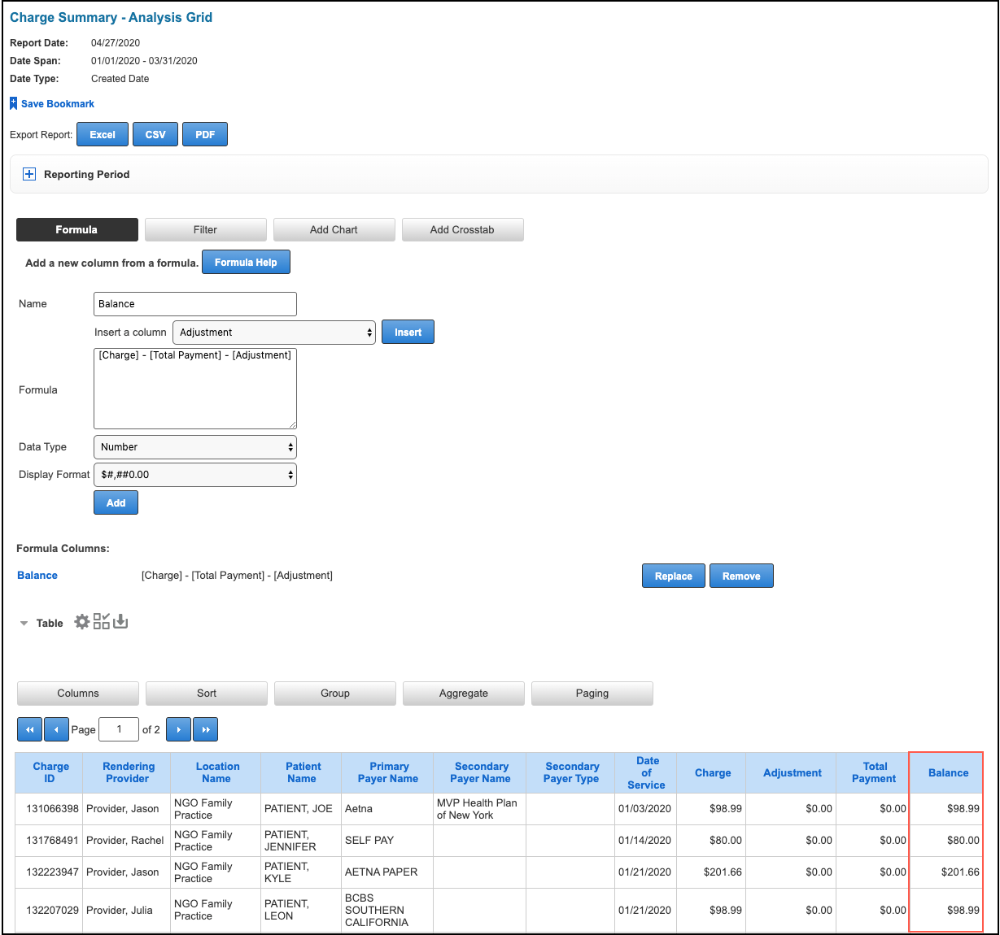 Charge Summary - Analysis Grid
Report Date: 04/27/2020
Date Span: 01/01/2020 - 03/31/2020
Date Type: Created Date
Save Bookmark
Export Report: Excel CSV PDF
Reporting Period
Formula Filter Add Chart Add Crosstab
Add a new column from a formula. Formula Help
Name Balance
Insert a column Adjustment Insert
[Charge] - [Total Payment] - [Adjustment]
Formula
Data Type Number
Display Format $#,##0.00
Add
Formula Columns:
Balance [Charge] - [Total Payment] - [Adjustment] Replace Remove
Table
Columns Sort Group Aggregate Paging
Page 1 of 2
Charge ID Rendering Provider Location Name Patient Name Primary Payer Name Secondary Payer Name Secondary Payer Type Date of Service Charge Adjustment Total Payment Balance
131066398 Provider, Jason NGO Family Practice PATIENT, JOE Aetna MVP Health Plan of New York 01/03/2020 $98.99 $0.00 $0.00 $98.99
131768491 Provider, Rachel NGO Family Practice PATIENT, JENNIFER SELF PAY 01/14/2020 $80.00 $0.00 $0.00 $80.00
132223947 Provider, Jason NGO Family Practice PATIENT, KYLE AETNA PAPER 01/21/2020 $201.66 $0.00 $0.00 $201.66
132207029 Provider, Julia NGO Family Practice PATIENT, LEON BCBS SOUTHERN CALIFORNIA 01/21/2020 $98.99 $0.00 $0.00 $98.99